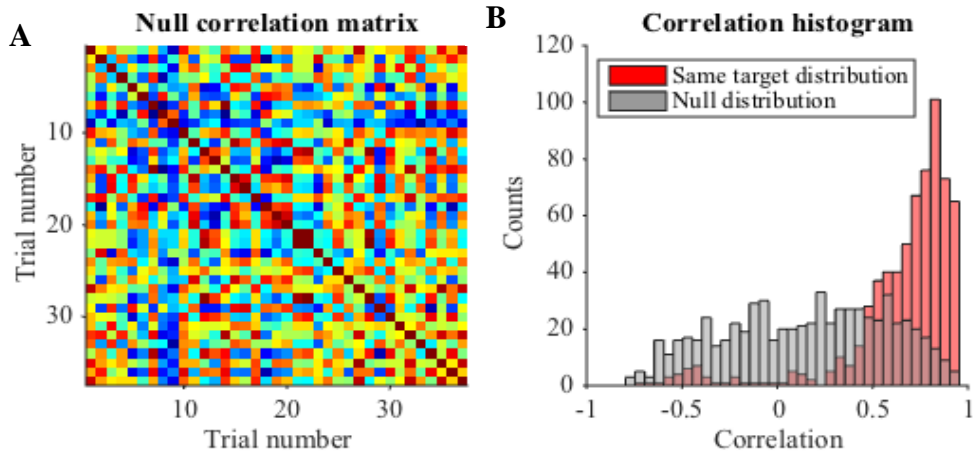 A
Null correlation matrix
Trial number
10
20
30
10
20
30
Trial number
B
Correlation histogram
Counts
120
100
80
60
40
20
0
Same target distribution
Null distribution
-1
-0.5
0
0.5
1
Correlation